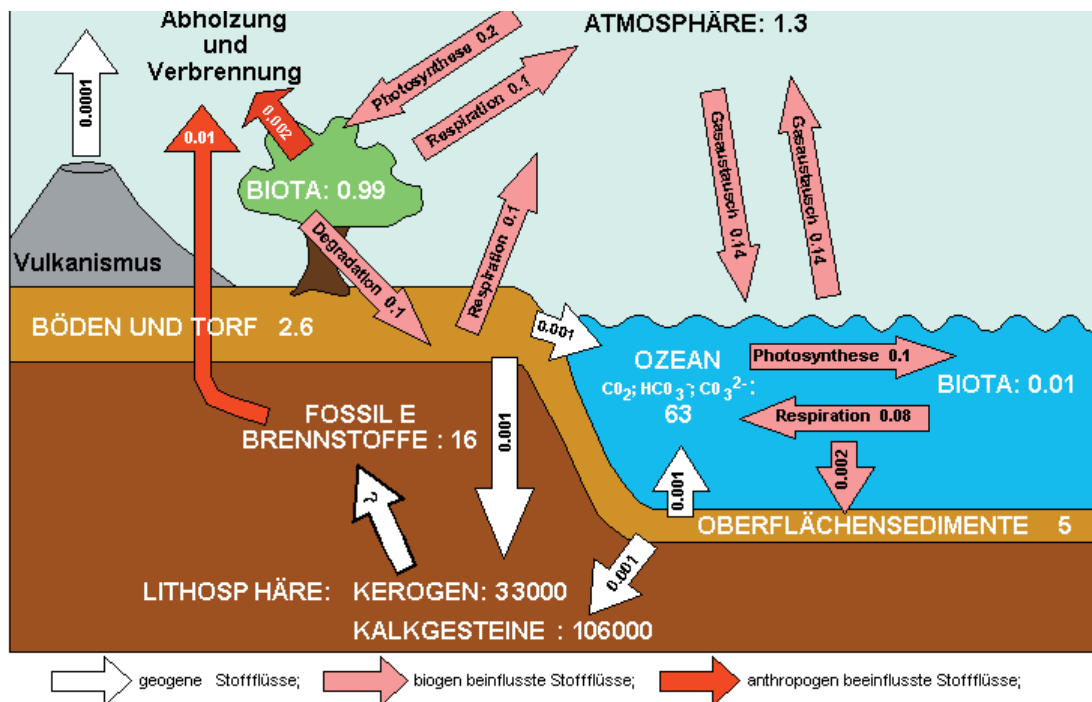 Abholzung
und
Verbrennung
ATMOSPHÄRE: 1.3
Photosynthese 0.2
Respiration 0.1
0.0001
0.01
0.002
BIOTA: 0.99
Gasaustausch 0.14
Gasaustausch 0.14
Vulkanismus
Degradation 0.1
Respiration 0.1
BÖDEN UND TORF 2.6
0.001
OZEAN
CO2; HCO3-; CO32-:
63
Photosynthese 0.1
BIOTA: 0.01
Respiration 0.08
FOSSIL E
BRENNSTOFFE : 16
0.001
0.001
0.002
?
OBERFLÄCHENSEDIMENTE 5
0.001
LITHOSP HÄRE: KEROGEN: 33000
KALKGESTEINE : 106000
geogene Stoffflüsse;
biogen beinflusste Stoffflüsse;
anthropogen beeinflusste Stoffflüsse;